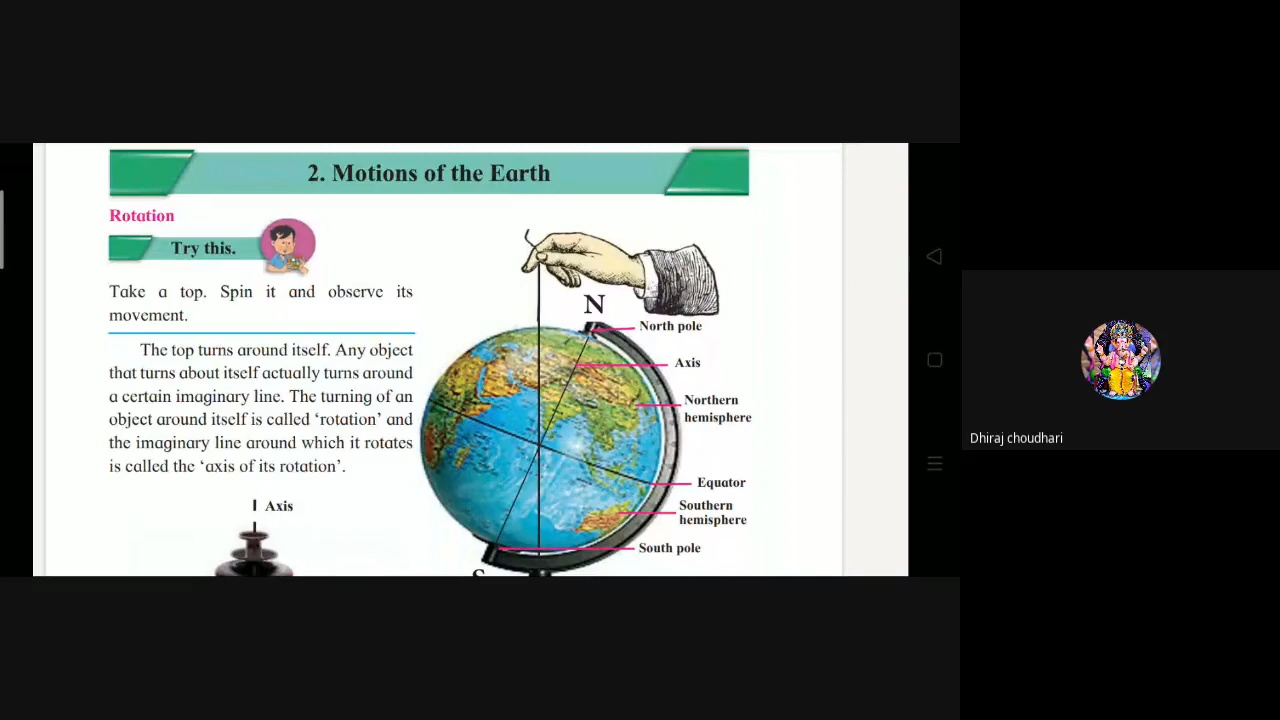 2. Motions of the Earth
Rotation
Try this.
Take a top. Spin it and observe its
movement.
The top turns around itself. Any object
that turns about itself actually turns around
a certain imaginary line. The turning of an
object around itself is called ‘rotation’ and
the imaginary line around which it rotates
is called the ‘axis of its rotation’.
Axis
N
North pole
Axis
Northern
hemisphere
Equator
Southern
hemisphere
South pole
S
Dhiraj choudhari